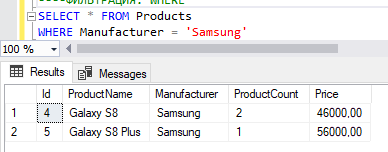 ФИЛЬТРАЦИЯ. WHERE
SELECT * FROM Products
WHERE Manufacturer = 'Samsung'
100 %
Results Messages
Id ProductName Manufacturer ProductCount Price
1 4 Galaxy S8 Samsung 2 46000,00
2 5 Galaxy S8 Plus Samsung 1 56000,00